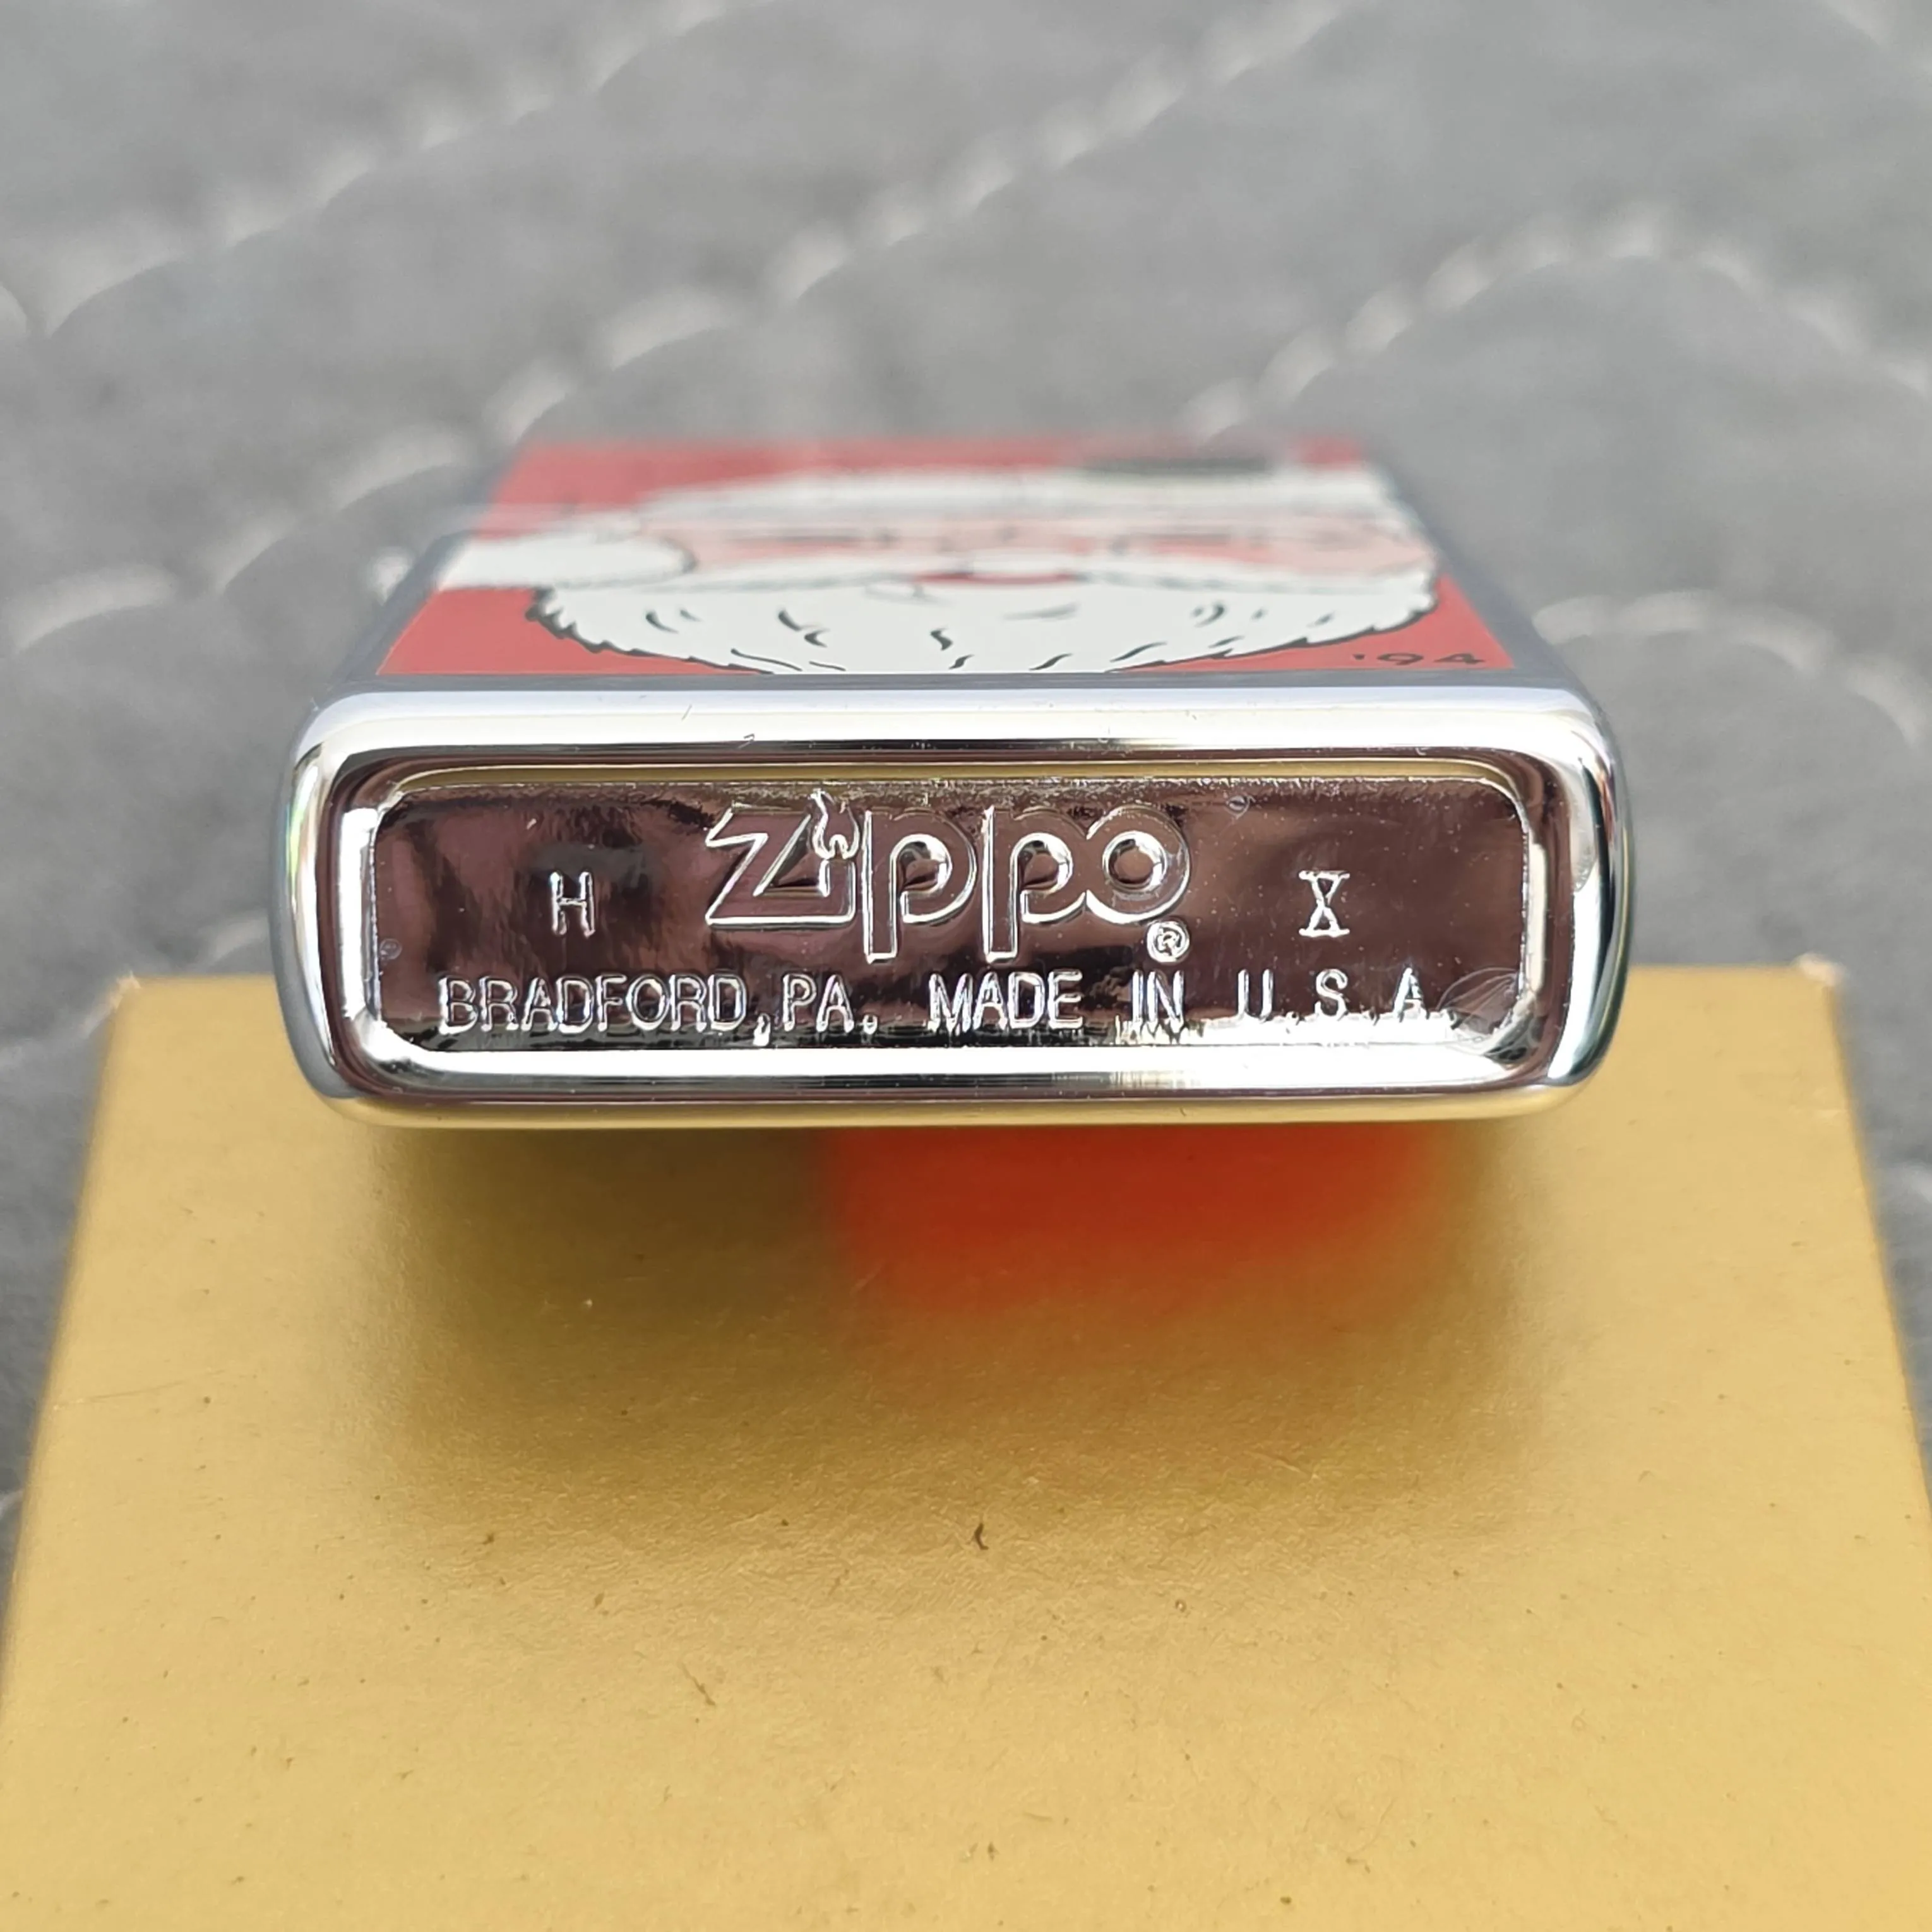 '94
H Zippo® X
BRADFORD,PA. MADE IN U.S.A.